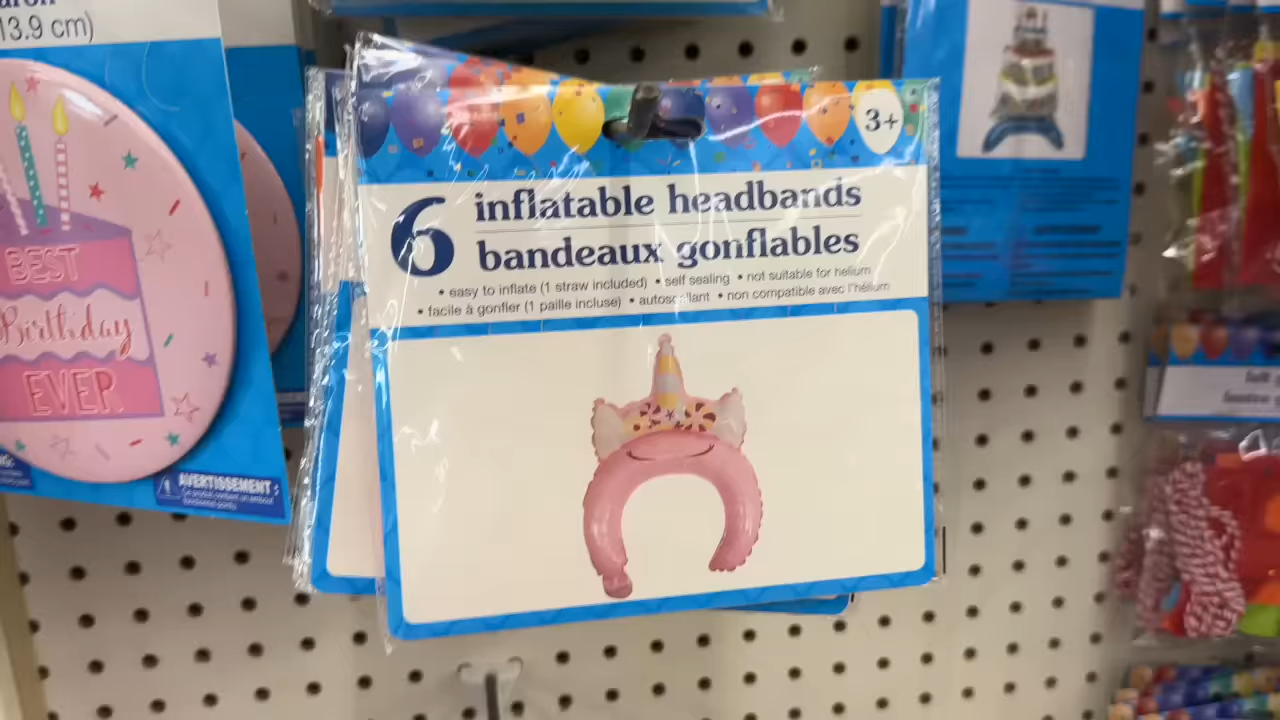 13.9 cm)
BEST
Birthday
EVER
AVERTISSEMENT :
3+
6
inflatable headbands
bandeaux gonflables
• easy to inflate (1 straw included) • self sealing • not suitable for helium
• facile à gonfler (1 paille incluse) • autoscellant • non compatible avec l'hélium